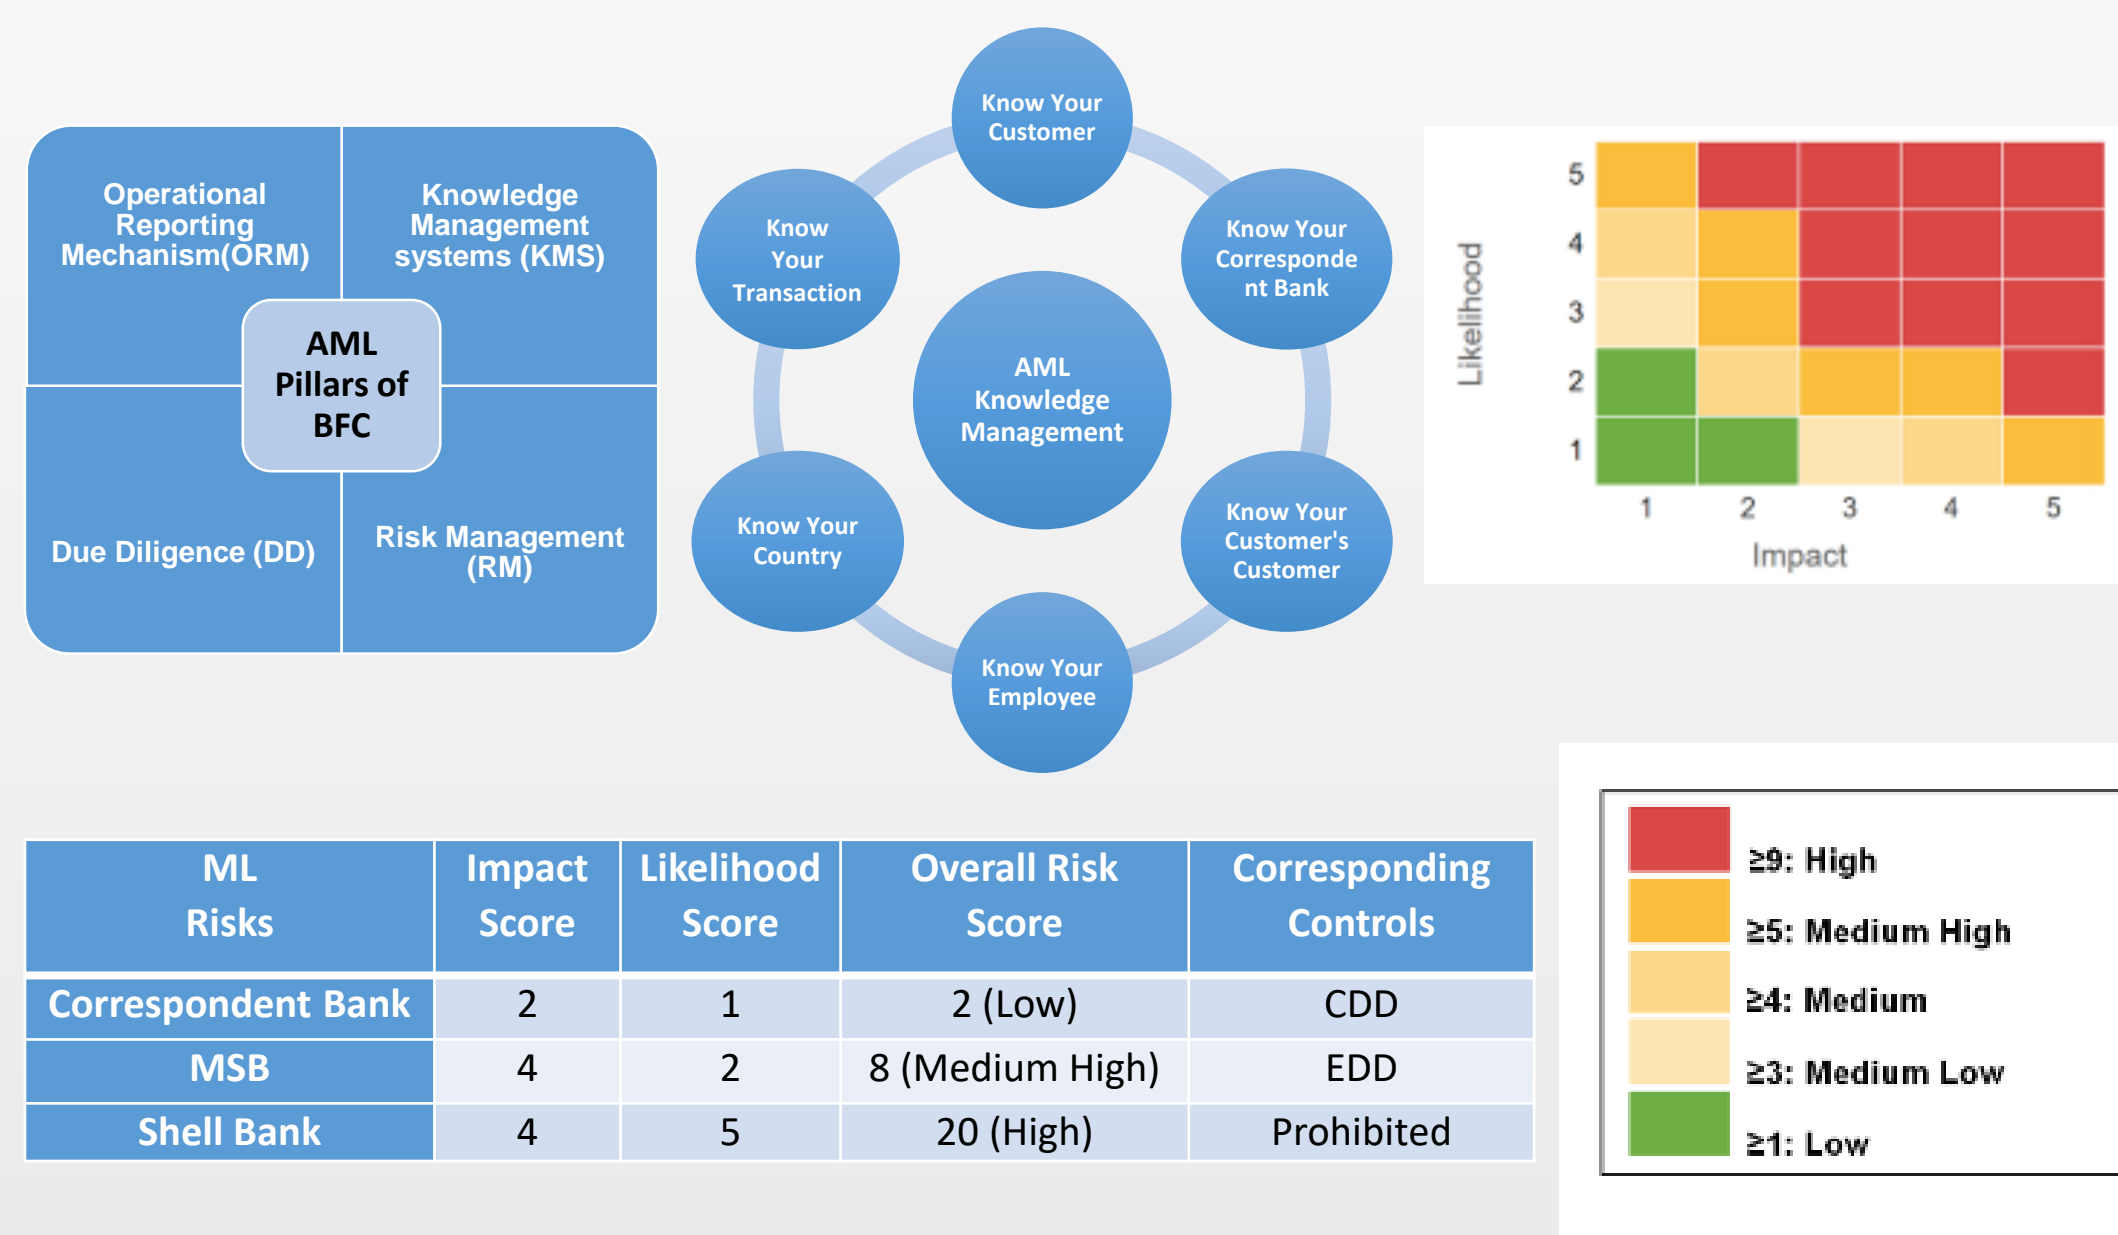 Operational
Reporting
Mechanism(ORM)
Knowledge
Management
systems (KMS)
AML
Pillars of
BFC
Due Diligence (DD)
Risk Management
(RM)
Know Your
Customer
Know Your
Corresponde
nt Bank
Know Your
Customer's
Customer
Know Your
Employee
Know Your
Country
Know
Your
Transaction
AML
Knowledge
Management
Likelihood
5
4
3
2
1
1 2 3 4 5
Impact
ML
Risks
Impact
Score
Likelihood
Score
Overall Risk
Score
Corresponding
Controls
Correspondent Bank 2 1 2 (Low) CDD
MSB 4 2 8 (Medium High) EDD
Shell Bank 4 5 20 (High) Prohibited
≥9: High
≥5: Medium High
≥4: Medium
≥3: Medium Low
≥1: Low